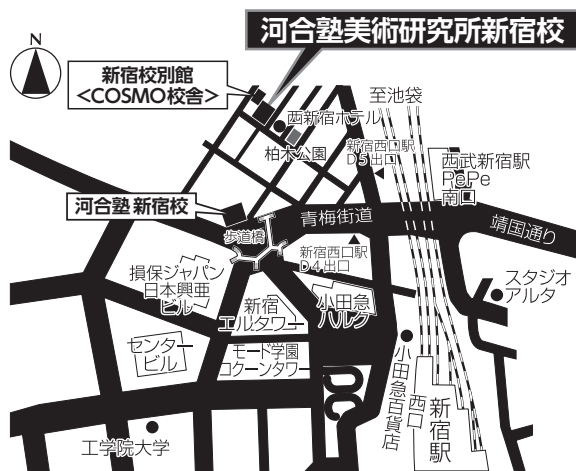 河合塾美術研究所新宿校
N
新宿校別館
<COSMO校舎>
至池袋
西新宿ホテル
柏木公園
新宿西口駅
D5出口
西武新宿駅
PePe
南口
河合塾 新宿校
青梅街道
靖国通り
歩道橋
新宿西口駅
D4出口
損保ジャパン
日本興亜
ビル
新宿
エルタワー
小田急
ハルク
スタジオ
アルタ
センター
ビル
モード学園
コクーンタワー
小田急百貨店
西口
新宿駅
工学院大学